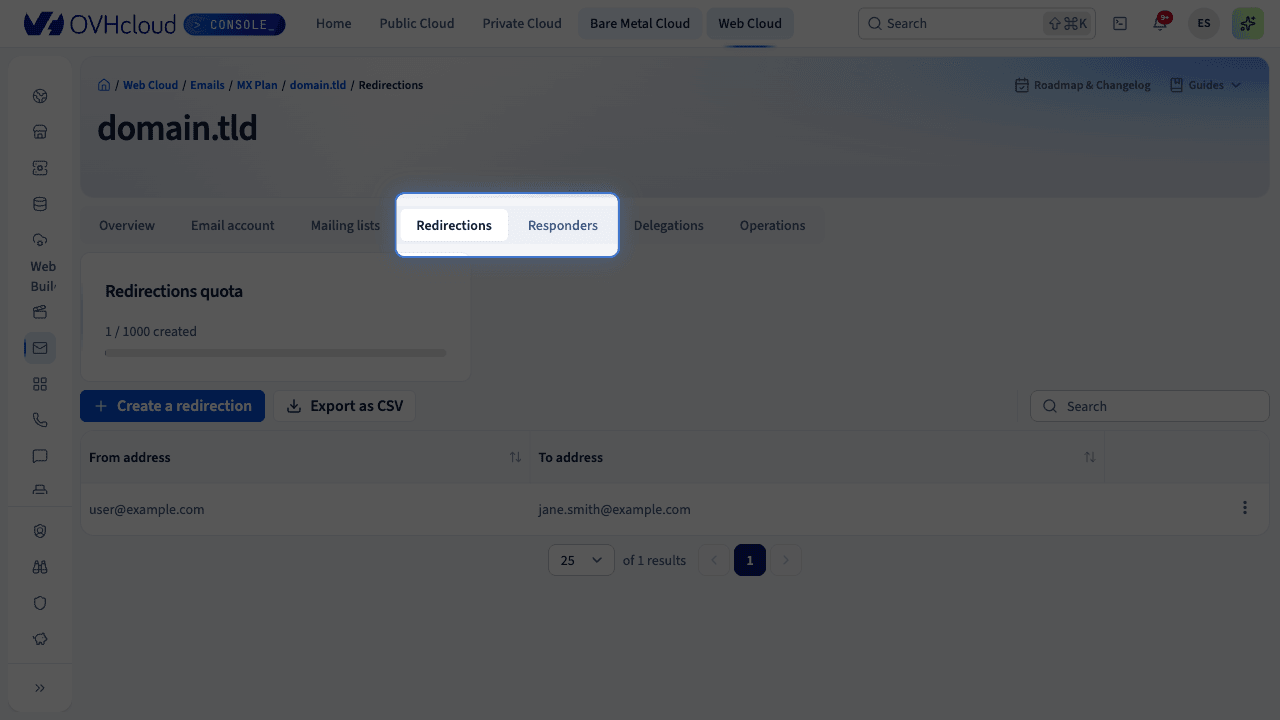 OVHcloud
CONSOLE_
Home
Public Cloud
Private Cloud
Bare Metal Cloud
Web Cloud
Search
⇧⌘K
9+
ES
/ Web Cloud / Emails / MX Plan / domain.tld / Redirections
Roadmap & Changelog
Guides
domain.tld
Overview
Email account
Mailing lists
Redirections
Responders
Delegations
Operations
Web
Buil
Redirections quota
1 / 1000 created
+ Create a redirection
Export as CSV
Search
From address
To address
user@example.com
jane.smith@example.com
25
of 1 results
1